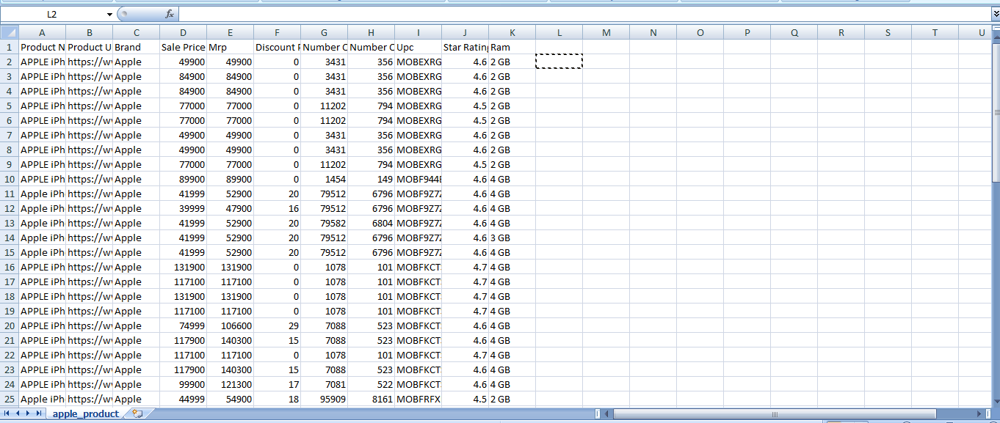 L2 fx
A B C D E F G H I J K L M N O P Q R S T U
1 Product N Product U Brand Sale Price Mrp Discount P Number O Number O Upc Star Rating Ram
2 APPLE iPh https://w Apple 49900 49900 0 3431 356 MOBEXRG 4.6 2 GB
3 APPLE iPh https://w Apple 84900 84900 0 3431 356 MOBEXRG 4.6 2 GB
4 APPLE iPh https://w Apple 84900 84900 0 3431 356 MOBEXRG 4.6 2 GB
5 APPLE iPh https://w Apple 77000 77000 0 11202 794 MOBEXRG 4.5 2 GB
6 APPLE iPh https://w Apple 77000 77000 0 11202 794 MOBEXRG 4.5 2 GB
7 APPLE iPh https://w Apple 49900 49900 0 3431 356 MOBEXRG 4.6 2 GB
8 APPLE iPh https://w Apple 49900 49900 0 3431 356 MOBEXRG 4.6 2 GB
9 APPLE iPh https://w Apple 77000 77000 0 11202 794 MOBEXRG 4.5 2 GB
10 APPLE iPh https://w Apple 89900 89900 0 1454 149 MOBF944E 4.6 4 GB
11 Apple iPh https://w Apple 41999 52900 20 79512 6796 MOBF9Z7Z 4.6 4 GB
12 Apple iPh https://w Apple 39999 47900 16 79512 6796 MOBF9Z7Z 4.6 4 GB
13 Apple iPh https://w Apple 41999 52900 20 79582 6804 MOBF9Z7Z 4.6 4 GB
14 Apple iPh https://w Apple 41999 52900 20 79512 6796 MOBF9Z7Z 4.6 3 GB
15 Apple iPh https://w Apple 41999 52900 20 79512 6796 MOBF9Z7Z 4.6 4 GB
16 APPLE iPh https://w Apple 131900 131900 0 1078 101 MOBFKCT 4.7 4 GB
17 APPLE iPh https://w Apple 117100 117100 0 1078 101 MOBFKCT 4.7 4 GB
18 APPLE iPh https://w Apple 131900 131900 0 1078 101 MOBFKCT 4.7 4 GB
19 APPLE iPh https://w Apple 117100 117100 0 1078 101 MOBFKCT 4.7 4 GB
20 APPLE iPh https://w Apple 74999 106600 29 7088 523 MOBFKCT 4.6 4 GB
21 APPLE iPh https://w Apple 117900 140300 15 7088 523 MOBFKCT 4.6 4 GB
22 APPLE iPh https://w Apple 117100 117100 0 1078 101 MOBFKCT 4.7 4 GB
23 APPLE iPh https://w Apple 117900 140300 15 7088 523 MOBFKCT 4.6 4 GB
24 APPLE iPh https://w Apple 99900 121300 17 7081 522 MOBFKCT 4.6 4 GB
25 Apple iPh https://w Apple 44999 54900 18 95909 8161 MOBFRFX 4.5 2 GB
apple_product